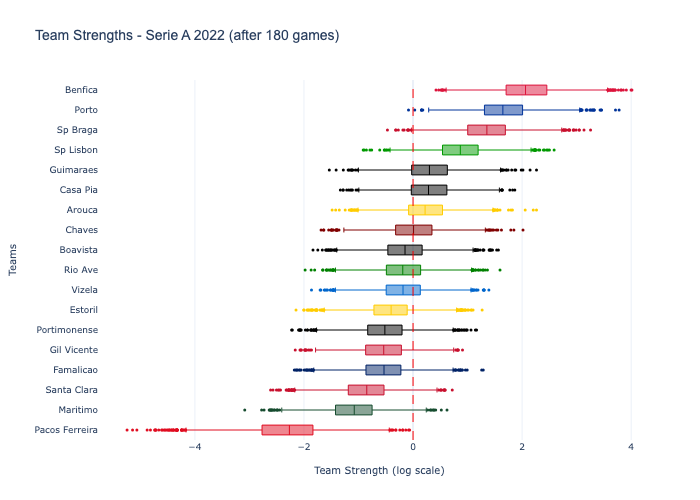 Team Strengths - Serie A 2022 (after 180 games)
Benfica
Porto
Sp Braga
Sp Lisbon
Guimaraes
Casa Pia
Arouca
Chaves
Boavista
Rio Ave
Vizela
Estoril
Portimonense
Gil Vicente
Famalicao
Santa Clara
Maritimo
Pacos Ferreira
Teams
−4 −2 0 2 4
Team Strength (log scale)